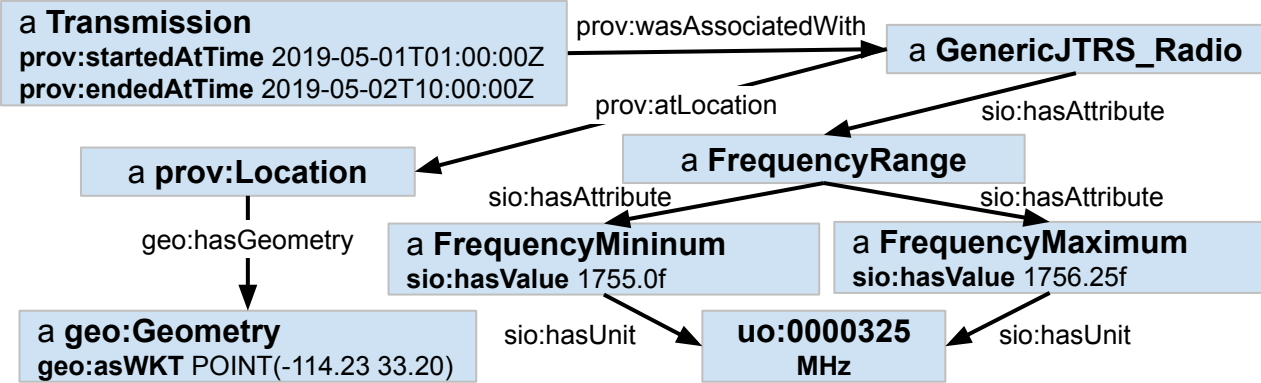 a Transmission
prov:startedAtTime 2019-05-01T01:00:00Z
prov:endedAtTime 2019-05-02T10:00:00Z
prov:wasAssociatedWith
a GenericJTRS_Radio
prov:atLocation
sio:hasAttribute
a prov:Location
a FrequencyRange
sio:hasAttribute
sio:hasAttribute
geo:hasGeometry
a FrequencyMininum
sio:hasValue 1755.0f
a FrequencyMaximum
sio:hasValue 1756.25f
a geo:Geometry
geo:asWKT POINT(-114.23 33.20)
sio:hasUnit
uo:0000325
MHz
sio:hasUnit